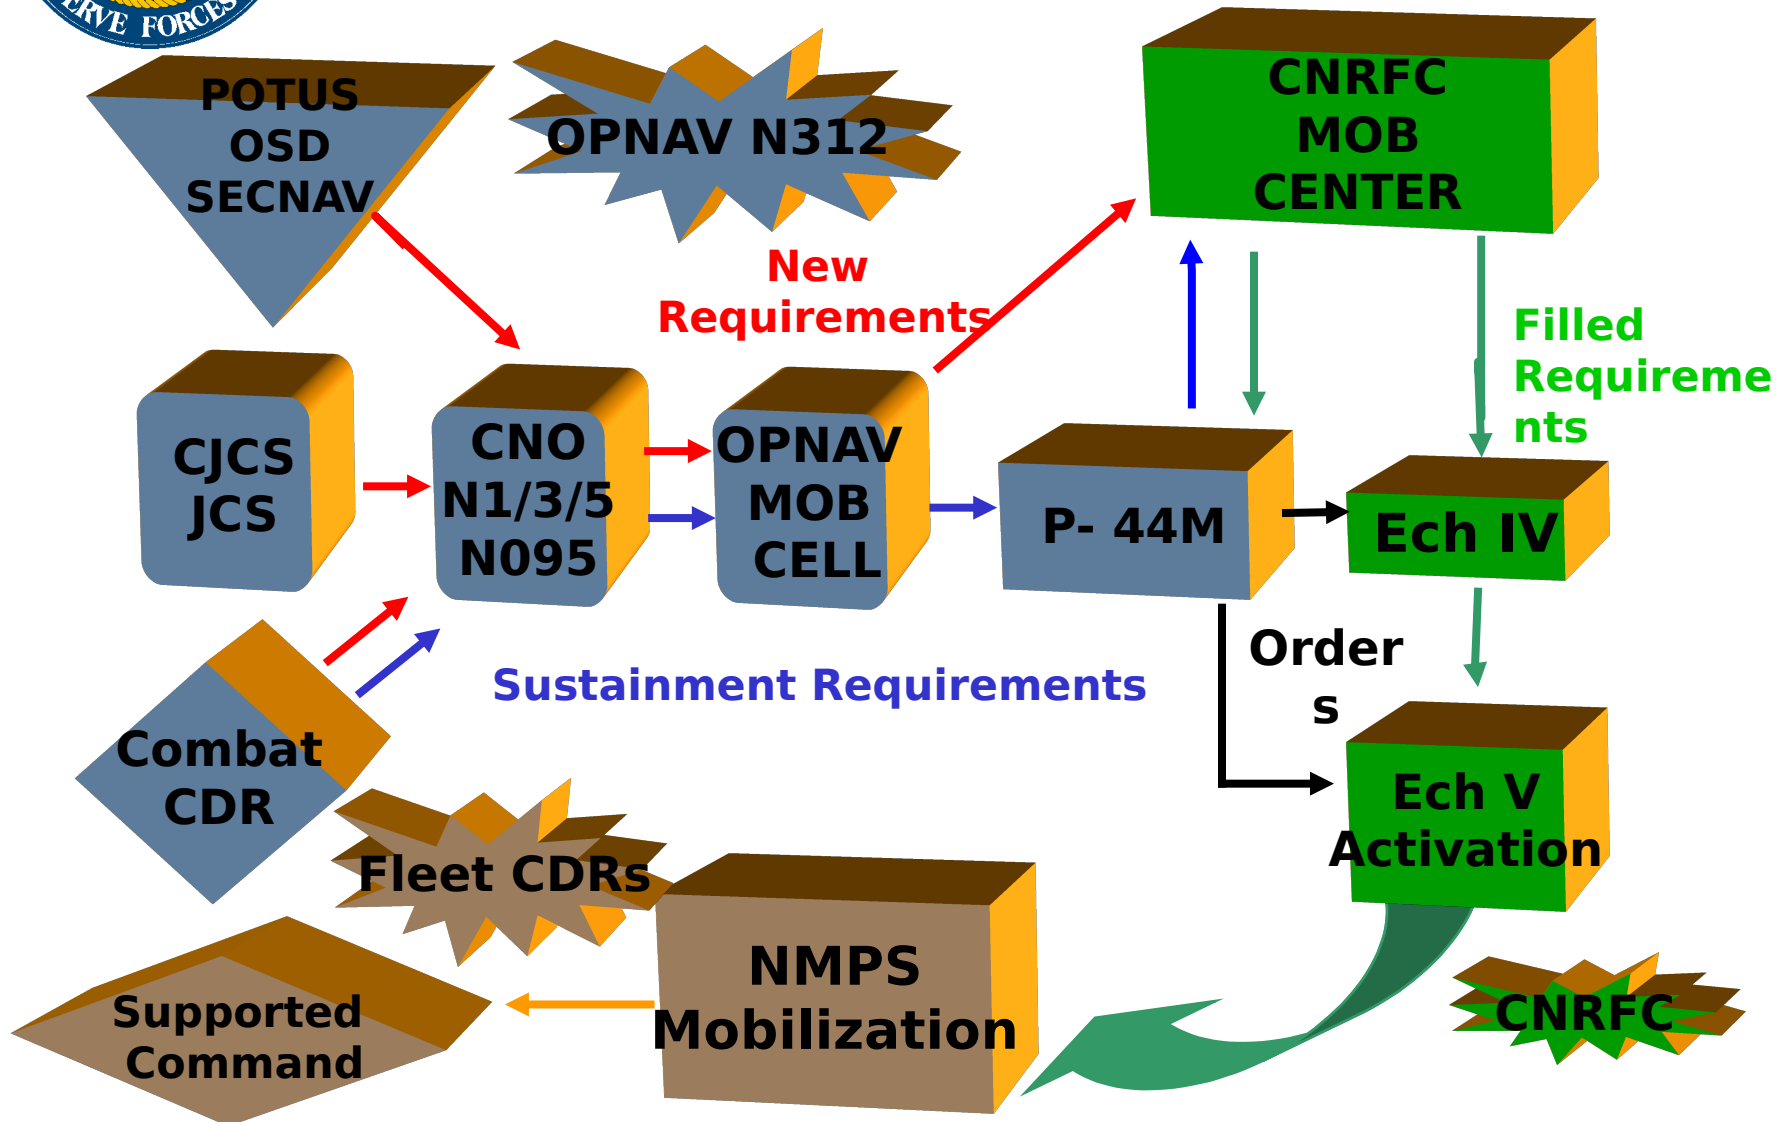 ERVE FORCES
POTUS
OSD
SECNAV
OPNAV N312
CNRFC
MOB
CENTER
New
Requirements
Filled
Requireme
nts
CJCS
JCS
CNO
N1/3/5
N095
OPNAV
MOB
CELL
P- 44M
Ech IV
Order
s
Sustainment Requirements
Combat
CDR
Ech V
Activation
Fleet CDRs
NMPS
Mobilization
Supported
Command
CNRFC